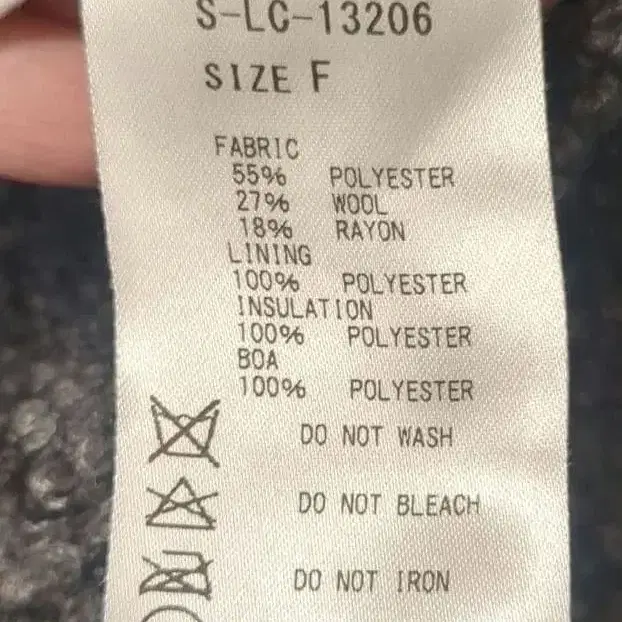 S-LC-13206
SIZE F
FABRIC
55% POLYESTER
27% WOOL
18% RAYON
LINING
100% POLYESTER
INSULATION
100% POLYESTER
BOA
100% POLYESTER
DO NOT WASH
DO NOT BLEACH
DO NOT IRON